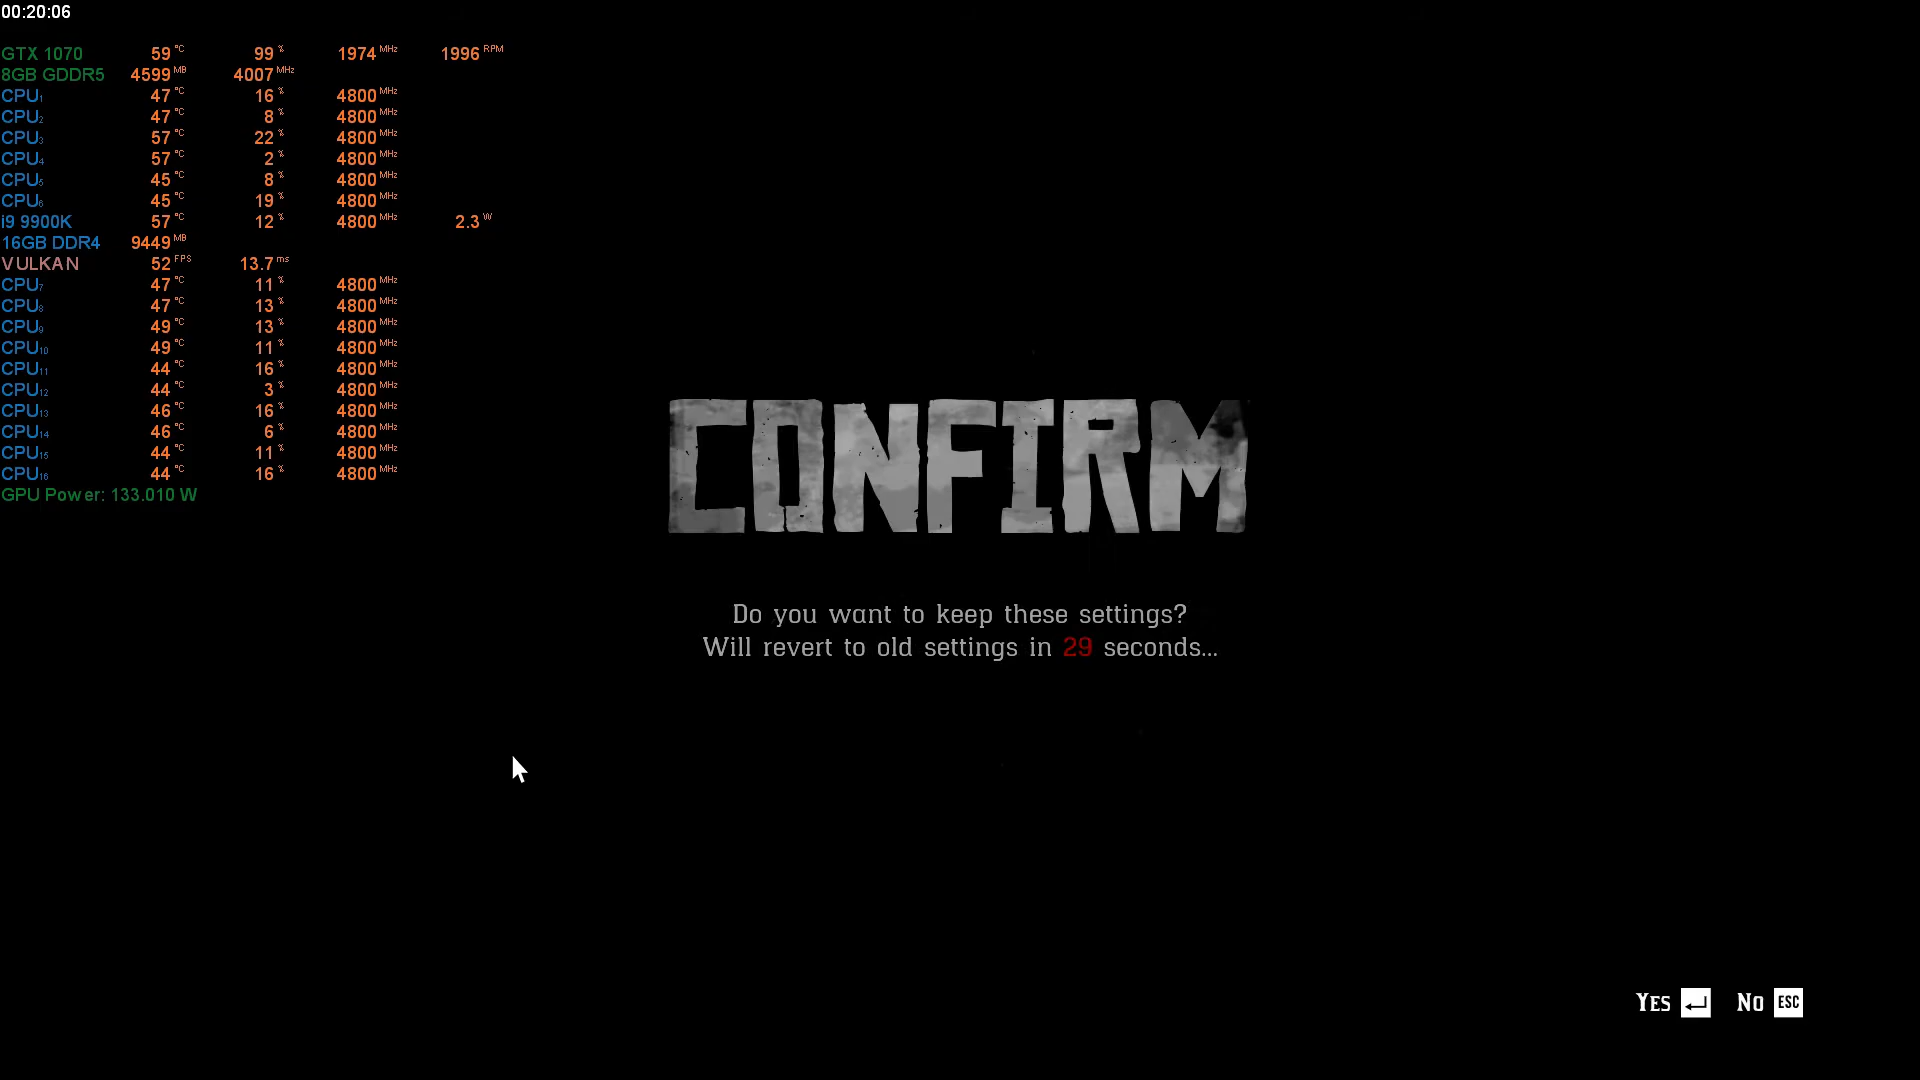 00:20:06
GTX 1070 59 °C 99 % 1974 MHz 1996 RPM
8GB GDDR5 4599 MB 4007 MHz
CPU1 47 °C 16 % 4800 MHz
CPU2 47 °C 8 % 4800 MHz
CPU3 57 °C 22 % 4800 MHz
CPU4 57 °C 2 % 4800 MHz
CPU5 45 °C 8 % 4800 MHz
CPU6 45 °C 19 % 4800 MHz
i9 9900K 57 °C 12 % 4800 MHz 2.3 W
16GB DDR4 9449 MB
VULKAN 52 FPS 13.7 ms
CPU7 47 °C 11 % 4800 MHz
CPU8 47 °C 13 % 4800 MHz
CPU9 49 °C 13 % 4800 MHz
CPU10 49 °C 11 % 4800 MHz
CPU11 44 °C 16 % 4800 MHz
CPU12 44 °C 3 % 4800 MHz
CPU13 46 °C 16 % 4800 MHz
CPU14 46 °C 6 % 4800 MHz
CPU15 44 °C 11 % 4800 MHz
CPU16 44 °C 16 % 4800 MHz
GPU Power: 133.010 W
CONFIRM
Do you want to keep these settings?
Will revert to old settings in 29 seconds...
YES NO ESC